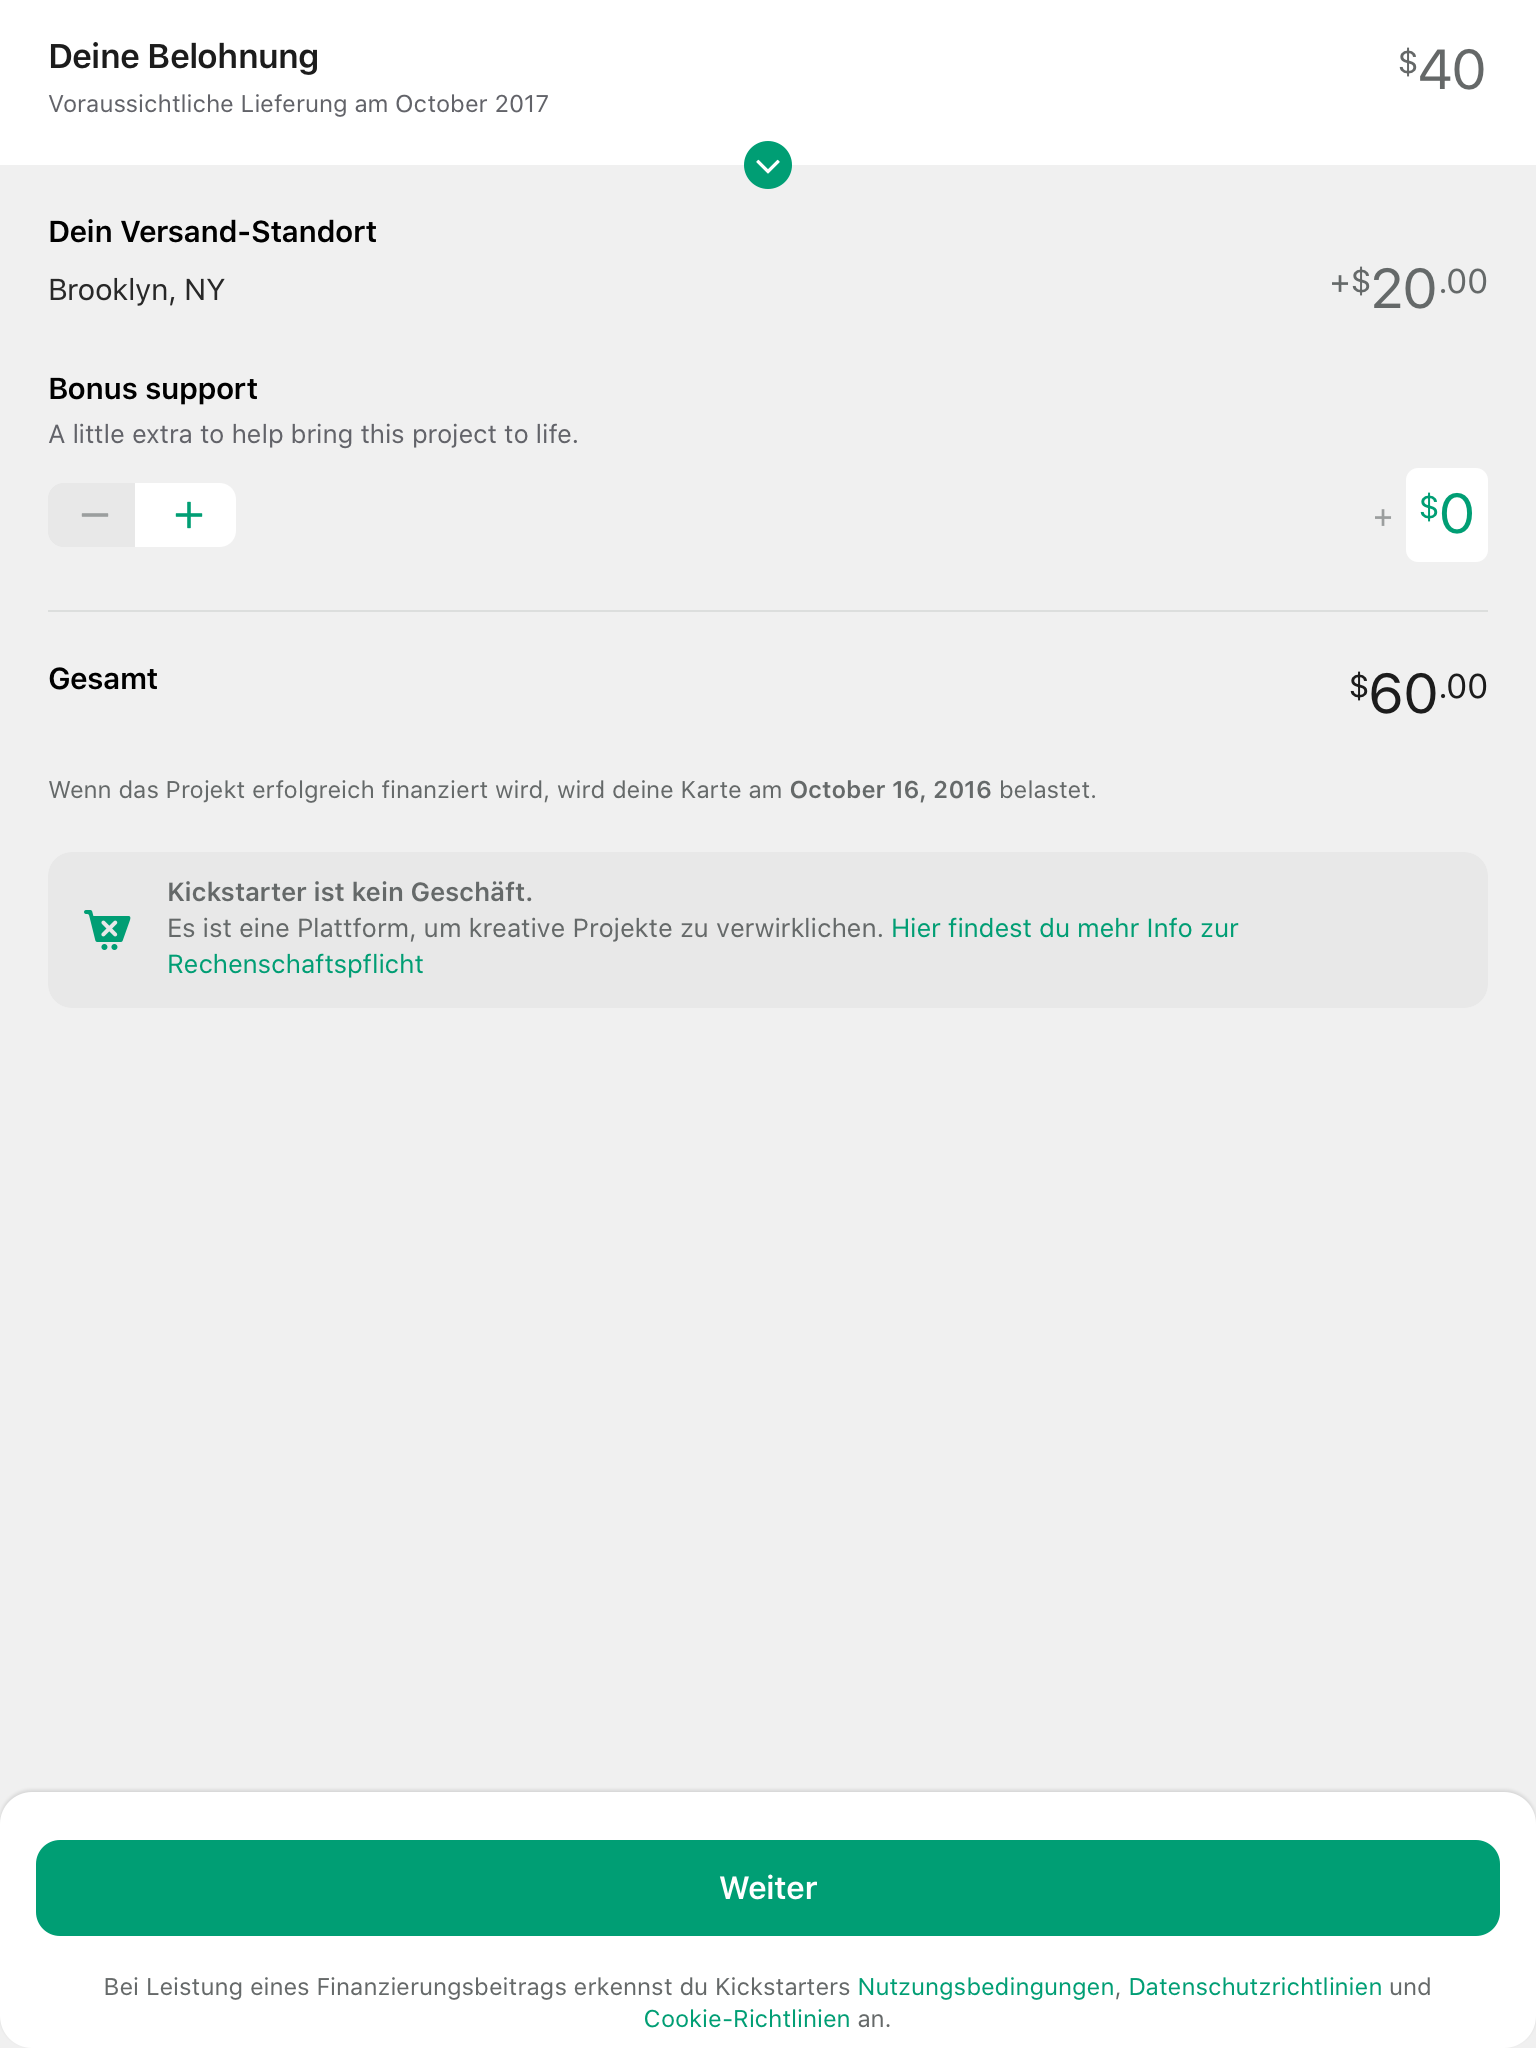 Deine Belohnung
$40
Voraussichtliche Lieferung am October 2017
Dein Versand-Standort
Brooklyn, NY
+$20.00
Bonus support
A little extra to help bring this project to life.
− +
+ $0
Gesamt
$60.00
Wenn das Projekt erfolgreich finanziert wird, wird deine Karte am October 16, 2016 belastet.
Kickstarter ist kein Geschäft.
Es ist eine Plattform, um kreative Projekte zu verwirklichen. Hier findest du mehr Info zur
Rechenschaftspflicht
Weiter
Bei Leistung eines Finanzierungsbeitrags erkennst du Kickstarters Nutzungsbedingungen, Datenschutzrichtlinien und
Cookie-Richtlinien an.